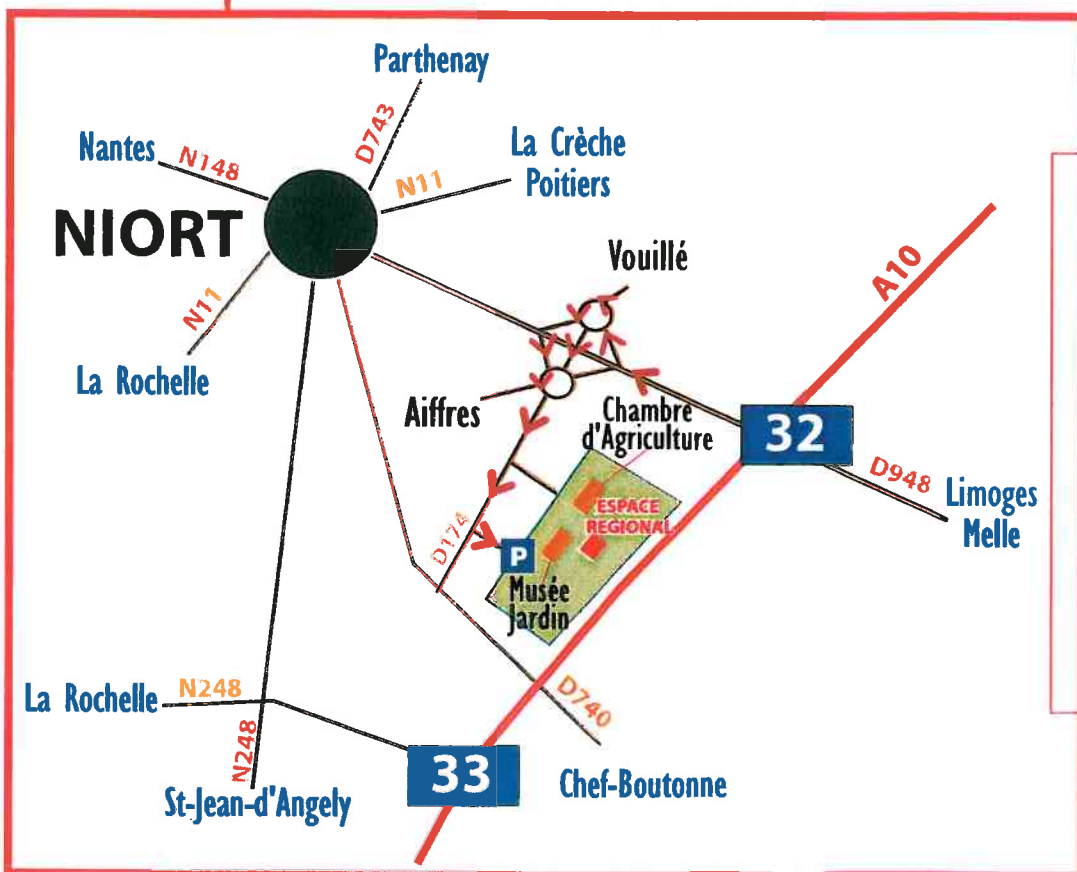 Parthenay
D743
Nantes
N148
La Crèche
Poitiers
N11
NIORT
Vouillé
A10
N11
La Rochelle
Aiffres
Chambre
d'Agriculture
32
D948
Limoges
Melle
ESPACE
REGIONAL
D174
P
Musée
Jardin
La Rochelle
N248
D740
N248
33
Chef-Boutonne
St-Jean-d'Angely